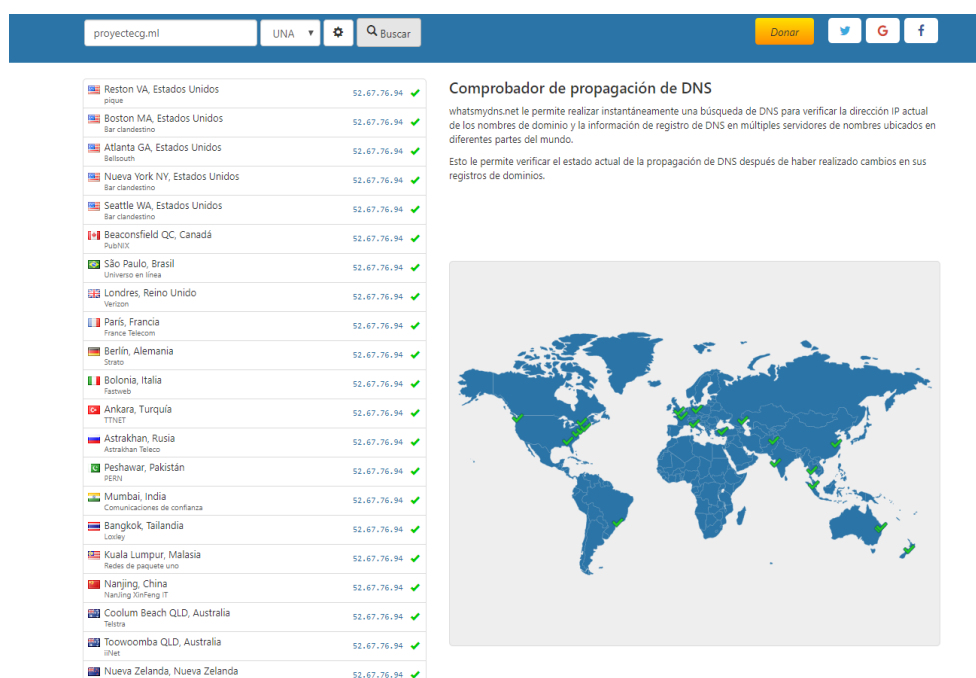 proyectecg.ml
UNA
Buscar
Donar
Reston VA, Estados Unidos
pique
52.67.76.94
Boston MA, Estados Unidos
Bar clandestino
52.67.76.94
Atlanta GA, Estados Unidos
Bellsouth
52.67.76.94
Nueva York NY, Estados Unidos
Bar clandestino
52.67.76.94
Seattle WA, Estados Unidos
Bar clandestino
52.67.76.94
Beaconsfield QC, Canadá
PubNIX
52.67.76.94
São Paulo, Brasil
Universo en línea
52.67.76.94
Londres, Reino Unido
Verizon
52.67.76.94
París, Francia
France Telecom
52.67.76.94
Berlín, Alemania
Strato
52.67.76.94
Bolonia, Italia
Fastweb
52.67.76.94
Ankara, Turquía
TTNET
52.67.76.94
Astrakhan, Rusia
Astrakhan Teleco
52.67.76.94
Peshawar, Pakistán
PERN
52.67.76.94
Mumbai, India
Comunicaciones de confianza
52.67.76.94
Bangkok, Tailandia
Loxley
52.67.76.94
Kuala Lumpur, Malasia
Redes de paquete uno
52.67.76.94
Nanjing, China
NanJing XinFeng IT
52.67.76.94
Coolum Beach QLD, Australia
Telstra
52.67.76.94
Toowoomba QLD, Australia
iiNet
52.67.76.94
Nueva Zelanda, Nueva Zelanda
52.67.76.94
Comprobador de propagación de DNS
whatsmydns.net le permite realizar instantáneamente una búsqueda de DNS para verificar la dirección IP actual
de los nombres de dominio y la información de registro de DNS en múltiples servidores de nombres ubicados en
diferentes partes del mundo.
Esto le permite verificar el estado actual de la propagación de DNS después de haber realizado cambios en sus
registros de dominios.